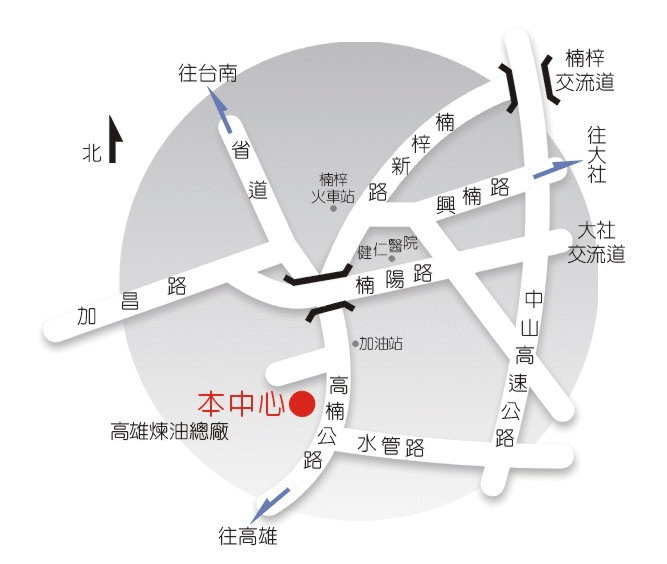 往台南
楠梓
交流道
北
省道
楠梓新路
往大社
楠梓
火車站
興楠路
大社
交流道
健仁醫院
楠陽路
加昌路
中山高速公路
加油站
本中心
高楠公路
高雄煉油總廠
水管路
往高雄